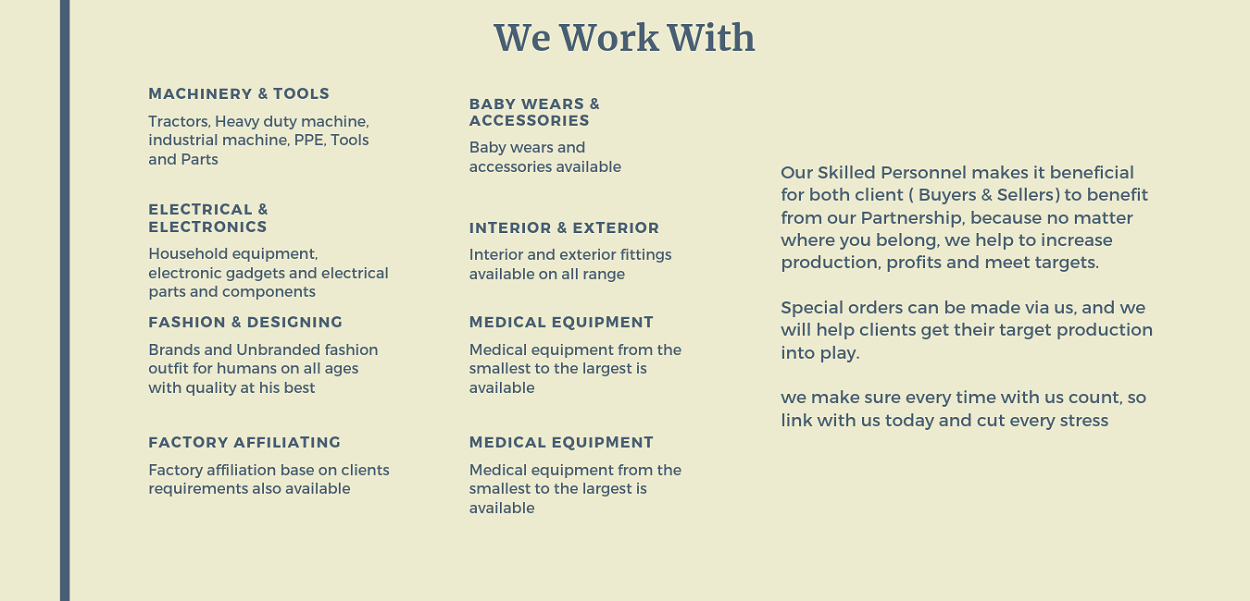 We Work With
MACHINERY & TOOLS
Tractors, Heavy duty machine,
industrial machine, PPE, Tools
and Parts
ELECTRICAL &
ELECTRONICS
Household equipment,
electronic gadgets and electrical
parts and components
FASHION & DESIGNING
Brands and Unbranded fashion
outfit for humans on all ages
with quality at his best
FACTORY AFFILIATING
Factory affiliation base on clients
requirements also available
BABY WEARS &
ACCESSORIES
Baby wears and
accessories available
INTERIOR & EXTERIOR
Interior and exterior fittings
available on all range
MEDICAL EQUIPMENT
Medical equipment from the
smallest to the largest is
available
MEDICAL EQUIPMENT
Medical equipment from the
smallest to the largest is
available
Our Skilled Personnel makes it beneficial
for both client ( Buyers & Sellers) to benefit
from our Partnership, because no matter
where you belong, we help to increase
production, profits and meet targets.
Special orders can be made via us, and we
will help clients get their target production
into play.
we make sure every time with us count, so
link with us today and cut every stress